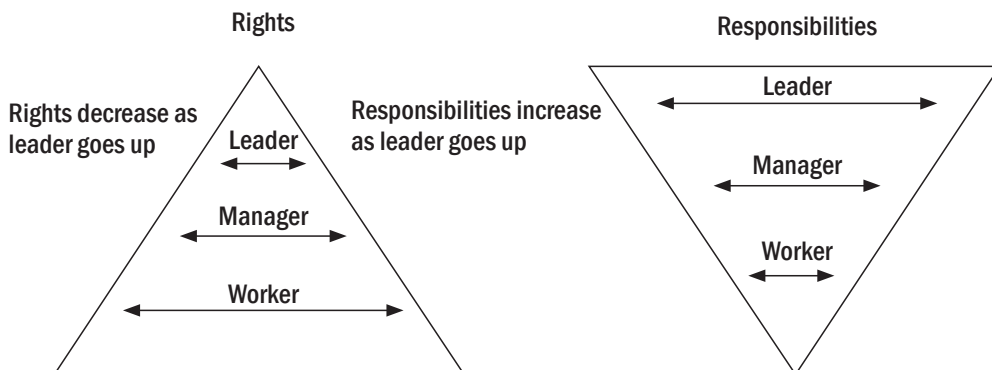 Rights
Rights decrease as
leader goes up
Leader
Manager
Worker
Responsibilities increase
as leader goes up
Responsibilities
Leader
Manager
Worker